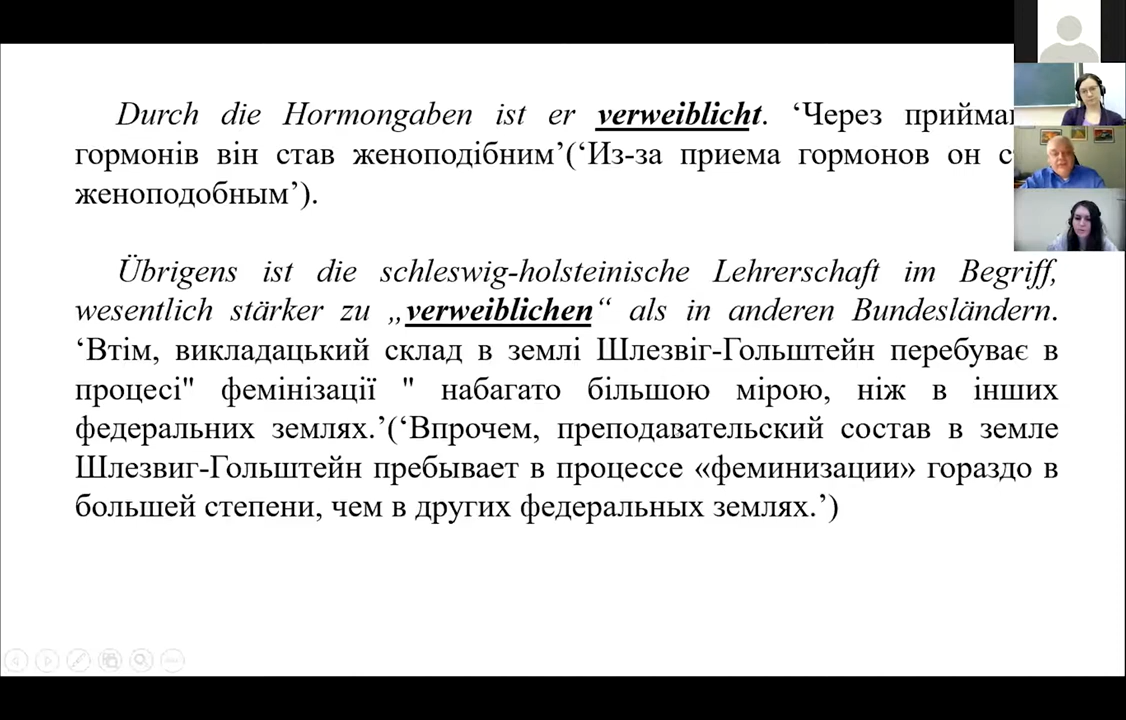 Durch die Hormongaben ist er verweiblicht. ‘Через
гормонів він став женоподібним’(‘Из-за приема гормонов он
женоподобным’).
Übrigens ist die schleswig-holsteinische Lehrerschaft im Begriff,
wesentlich stärker zu „verweiblichen“ als in anderen Bundesländern.
‘Втім, викладацький склад в землі Шлезвіг-Гольштейн перебуває в
процесі" фемінізації " набагато більшою мірою, ніж в інших
федеральних землях.’(‘Впрочем, преподавательский состав в земле
Шлезвиг-Гольштейн пребывает в процессе «феминизации» гораздо в
большей степени, чем в других федеральных землях.’)